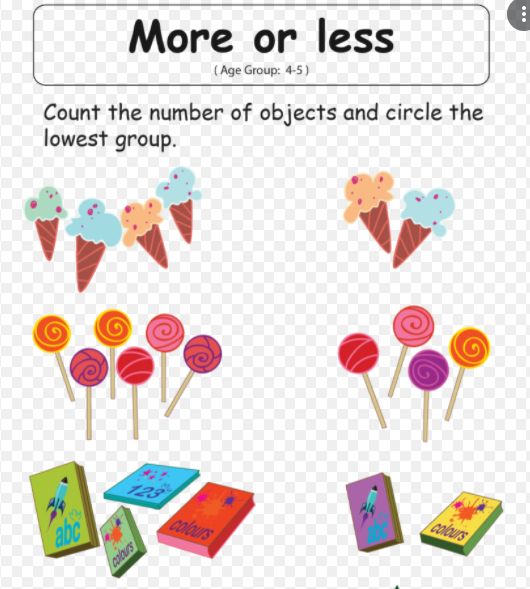 More or less
( Age Group: 4-5 )
Count the number of objects and circle the
lowest group.
abc
123
colours
colours
abc
colours